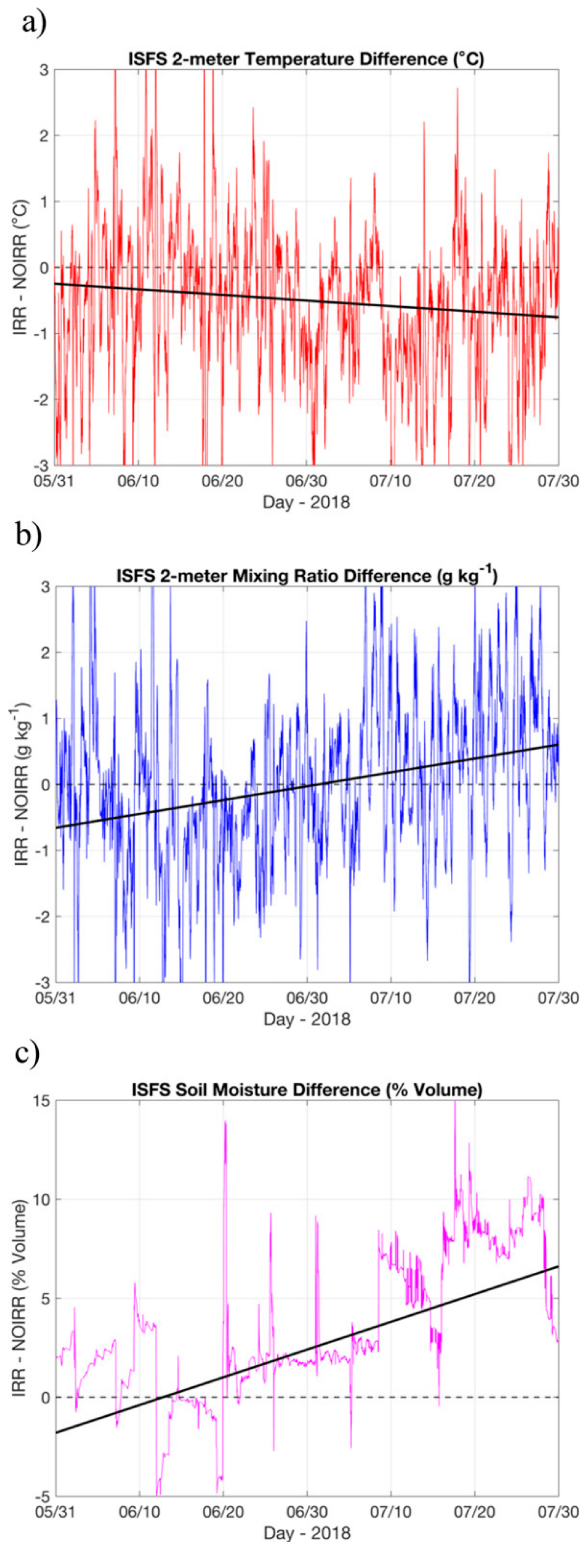 a)
ISFS 2-meter Temperature Difference (°C)
3
2
1
0
-1
-2
-3
IRR - NOIRR (°C)
05/31 06/10 06/20 06/30 07/10 07/20 07/30
Day - 2018
b)
ISFS 2-meter Mixing Ratio Difference (g kg⁻¹)
3
2
1
0
-1
-2
-3
IRR - NOIRR (g kg⁻¹)
05/31 06/10 06/20 06/30 07/10 07/20 07/30
Day - 2018
c)
ISFS Soil Moisture Difference (% Volume)
15
10
5
0
-5
IRR - NOIRR (% Volume)
05/31 06/10 06/20 06/30 07/10 07/20 07/30
Day - 2018